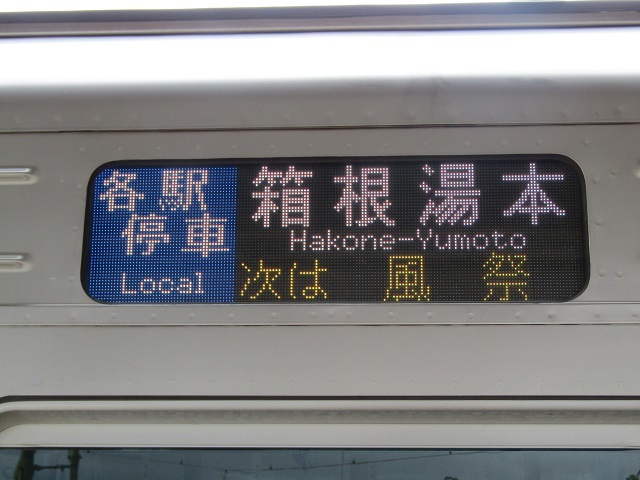 各駅
停車
Local
箱根湯本
Hakone-Yumoto
次は 風祭